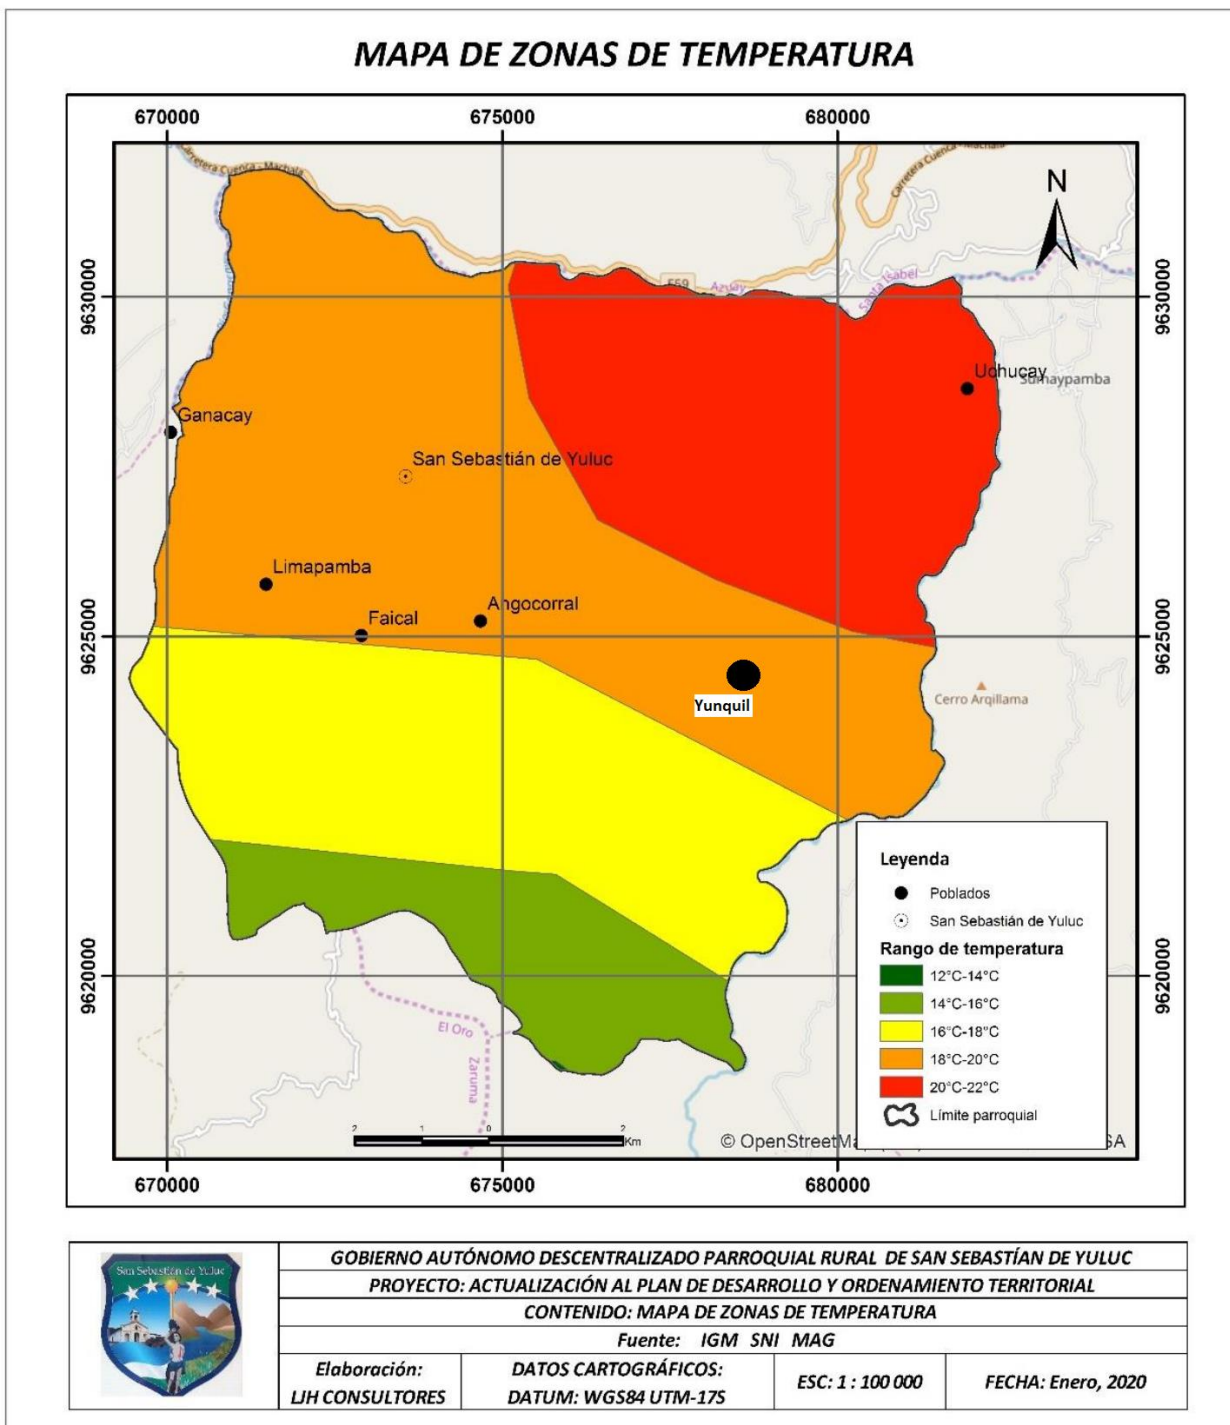 MAPA DE ZONAS DE TEMPERATURA
670000 675000 680000
Carretera Cuenca - Machala
Carretera Cuenca - Machala
N
9630000
9630000
E59
Azuay
Santa Isabel
Uchucay
Sumaypamba
Ganacay
San Sebastián de Yuluc
Limapamba
Angocorral
Faical
9625000
9625000
Yunquil
Cerro Arqillama
Leyenda
Poblados
San Sebastián de Yuluc
Rango de temperatura
12°C-14°C
14°C-16°C
16°C-18°C
18°C-20°C
20°C-22°C
Límite parroquial
9620000
9620000
El Oro
Zaruma
2 1 0 2
Km
© OpenStreetMa
SA
670000 675000 680000
San Sebastián de Yuluc
GOBIERNO AUTÓNOMO DESCENTRALIZADO PARROQUIAL RURAL DE SAN SEBASTÍAN DE YULUC
PROYECTO: ACTUALIZACIÓN AL PLAN DE DESARROLLO Y ORDENAMIENTO TERRITORIAL
CONTENIDO: MAPA DE ZONAS DE TEMPERATURA
Fuente: IGM SNI MAG
Elaboración:
LJH CONSULTORES
DATOS CARTOGRÁFICOS:
DATUM: WGS84 UTM-17S
ESC: 1 : 100 000
FECHA: Enero, 2020